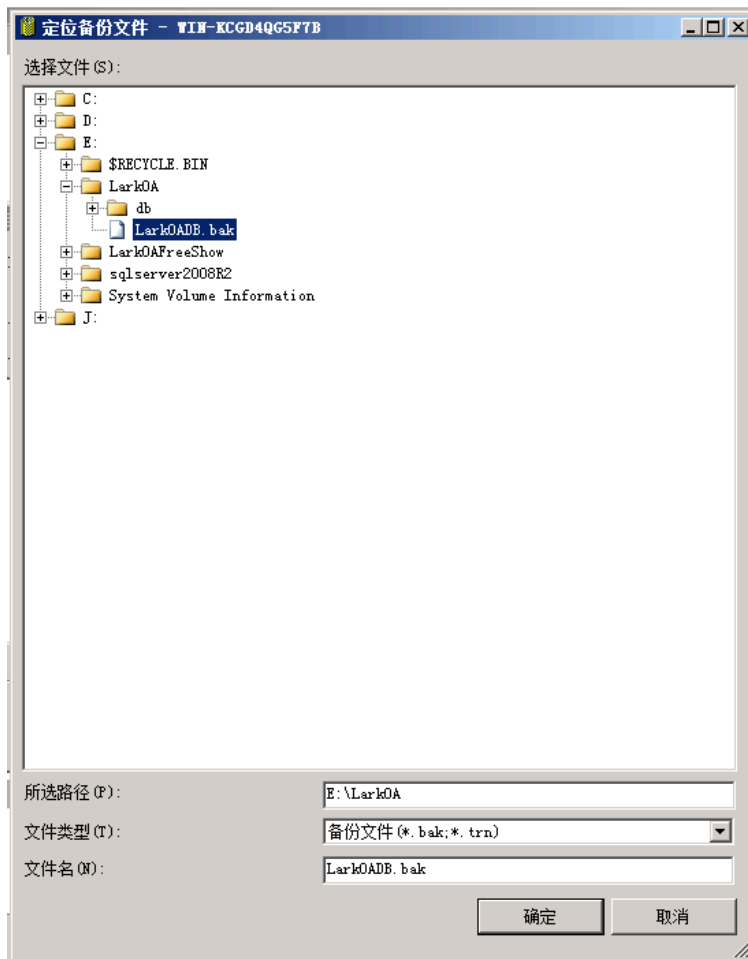 定位备份文件 - WIN-KCGD4QG5F7B
选择文件(S):
C:
D:
E:
$RECYCLE.BIN
LarkOA
db
LarkOADB.bak
LarkOAFreeShow
sqlserver2008R2
System Volume Information
J:
所选路径(P): E:\LarkOA
文件类型(T): 备份文件(*.bak;*.trn)
文件名(N): LarkOADB.bak
确定 取消